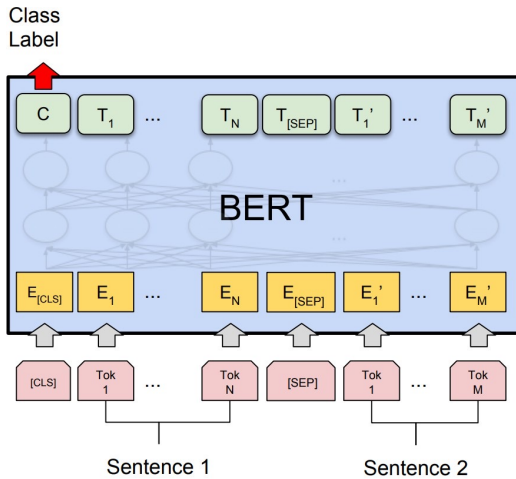 Class
Label
C T1 ... TN T[SEP] T1' ... TM'
...
BERT
...
E[CLS] E1 ... EN E[SEP] E1' ... EM'
[CLS] Tok 1 ... Tok N [SEP] Tok 1 ... Tok M
Sentence 1 Sentence 2